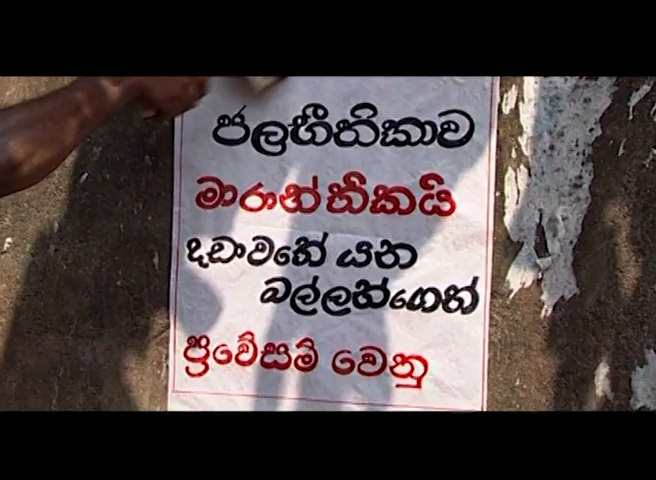 ජලභීතිකාව
මාරාන්තිකයි
දඩාවතේ යන
බල්ලන්ගෙන්
ප්‍රවේසම් වෙනු